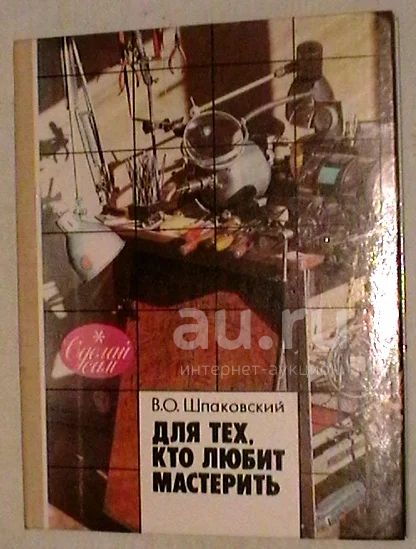 au.ru
интернет-аукцион
* Сделай
сам
В.О. Шпаковский
ДЛЯ ТЕХ,
КТО ЛЮБИТ
МАСТЕРИТЬ